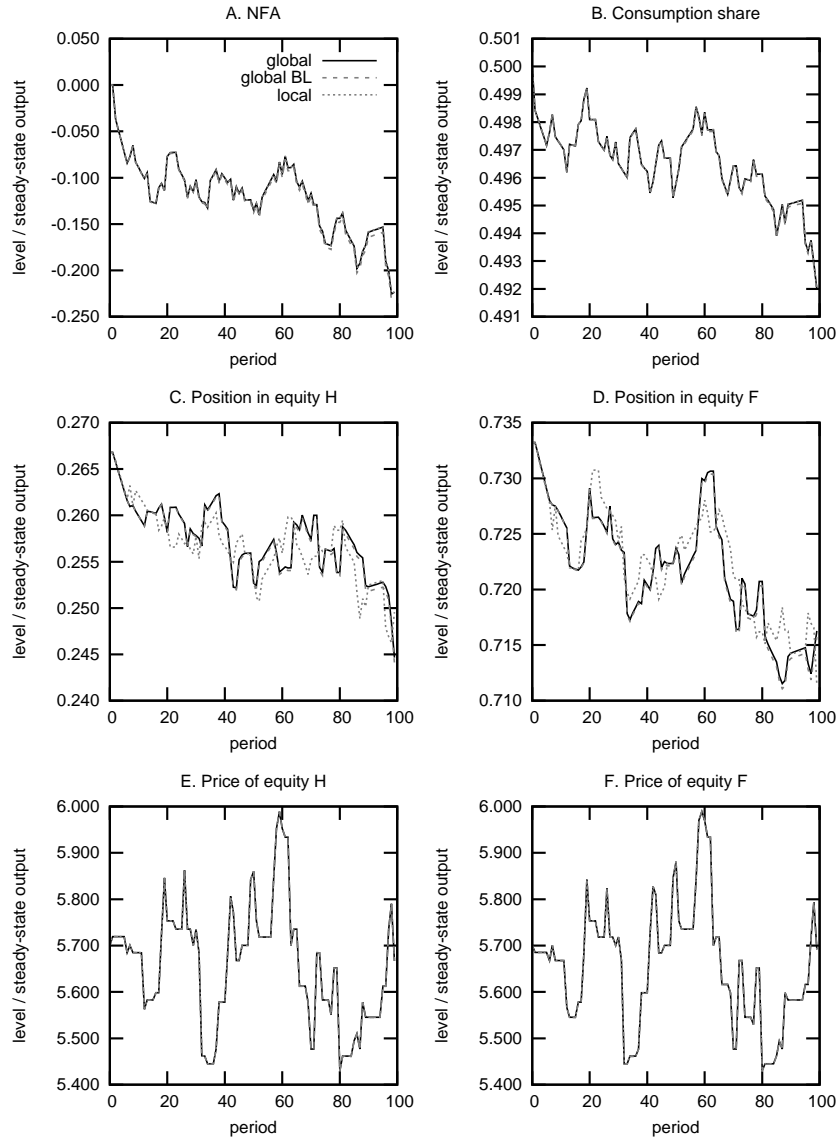 A. NFA
level / steady-state output
0.050
0.000
-0.050
-0.100
-0.150
-0.200
-0.250
global
global BL
local
0 20 40 60 80 100
period
B. Consumption share
level / steady-state output
0.501
0.500
0.499
0.498
0.497
0.496
0.495
0.494
0.493
0.492
0.491
0 20 40 60 80 100
period
C. Position in equity H
level / steady-state output
0.270
0.265
0.260
0.255
0.250
0.245
0.240
0 20 40 60 80 100
period
D. Position in equity F
level / steady-state output
0.735
0.730
0.725
0.720
0.715
0.710
0 20 40 60 80 100
period
E. Price of equity H
level / steady-state output
6.000
5.900
5.800
5.700
5.600
5.500
5.400
0 20 40 60 80 100
period
F. Price of equity F
level / steady-state output
6.000
5.900
5.800
5.700
5.600
5.500
5.400
0 20 40 60 80 100
period